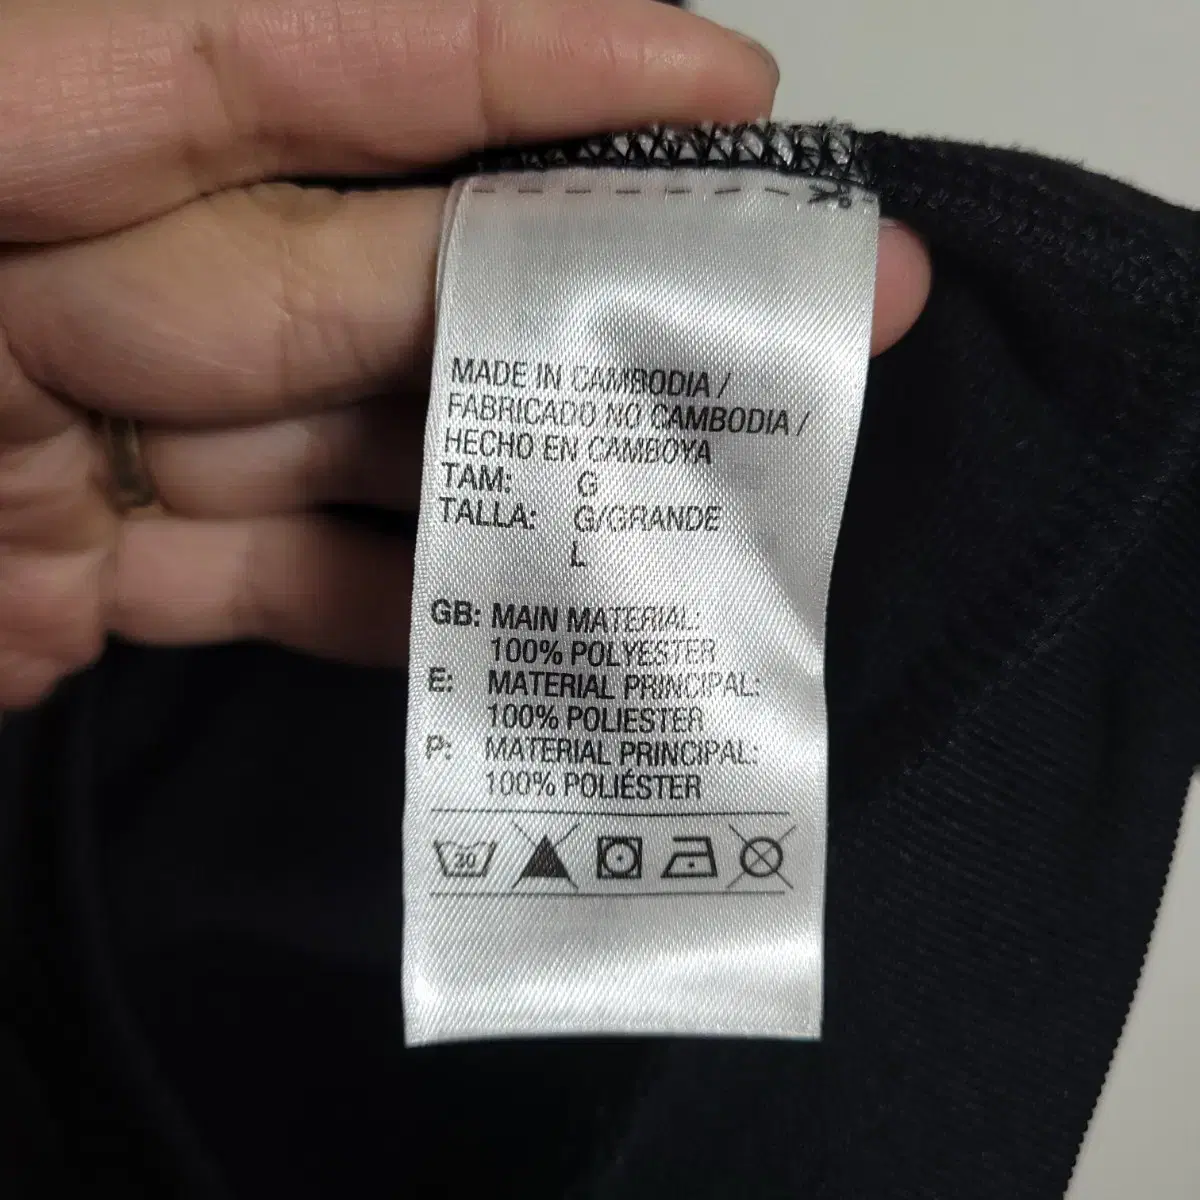 MADE IN CAMBODIA /
FABRICADO NO CAMBODIA /
HECHO EN CAMBOYA
TAM: G
TALLA: G/GRANDE
L
GB: MAIN MATERIAL:
100% POLYESTER
E: MATERIAL PRINCIPAL:
100% POLIESTER
P: MATERIAL PRINCIPAL:
100% POLIÉSTER
30